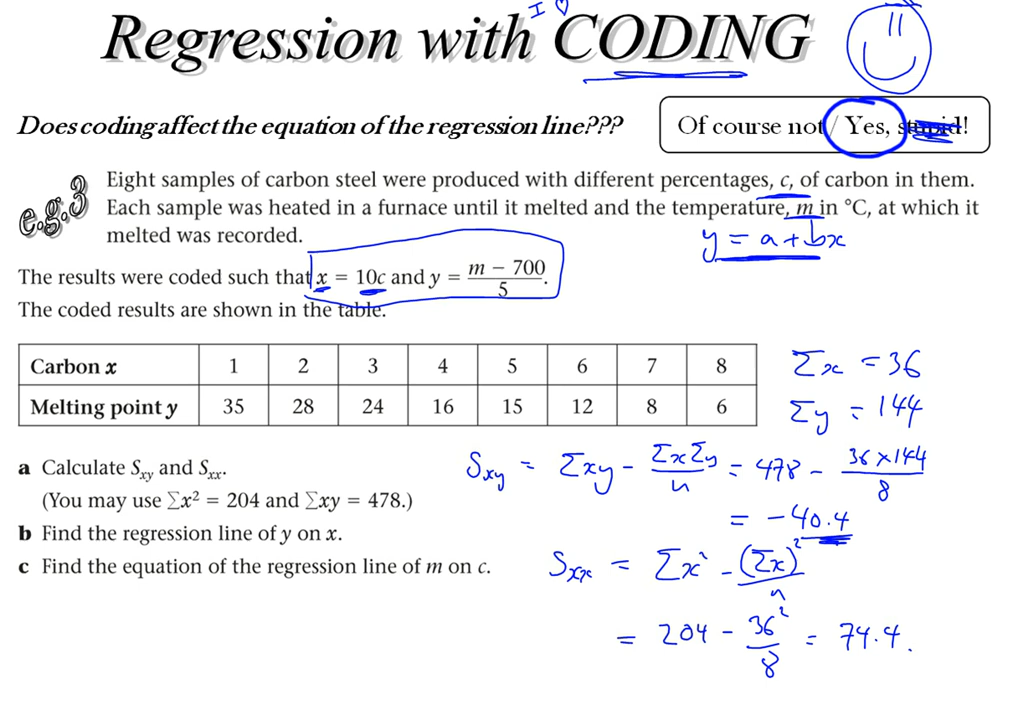 I ♡
Regression with CODING
Does coding affect the equation of the regression line???
Of course not / Yes, stupid!
e.g.3
Eight samples of carbon steel were produced with different percentages, c, of carbon in them.
Each sample was heated in a furnace until it melted and the temperature, m in °C, at which it
melted was recorded.
y = a + bx
The results were coded such that x = 10c and y = (m − 700)/5.
The coded results are shown in the table.
Carbon x 1 2 3 4 5 6 7 8
Melting point y 35 28 24 16 15 12 8 6
Σx = 36
Σy = 144
a Calculate Sxy and Sxx.
(You may use ∑x² = 204 and ∑xy = 478.)
b Find the regression line of y on x.
c Find the equation of the regression line of m on c.
Sxy = Σxy − ΣxΣy/n = 478 − 36×144/8
= −40.4
Sxx = Σx² − (Σx)²/n
= 204 − 36²/8 = 74.4.